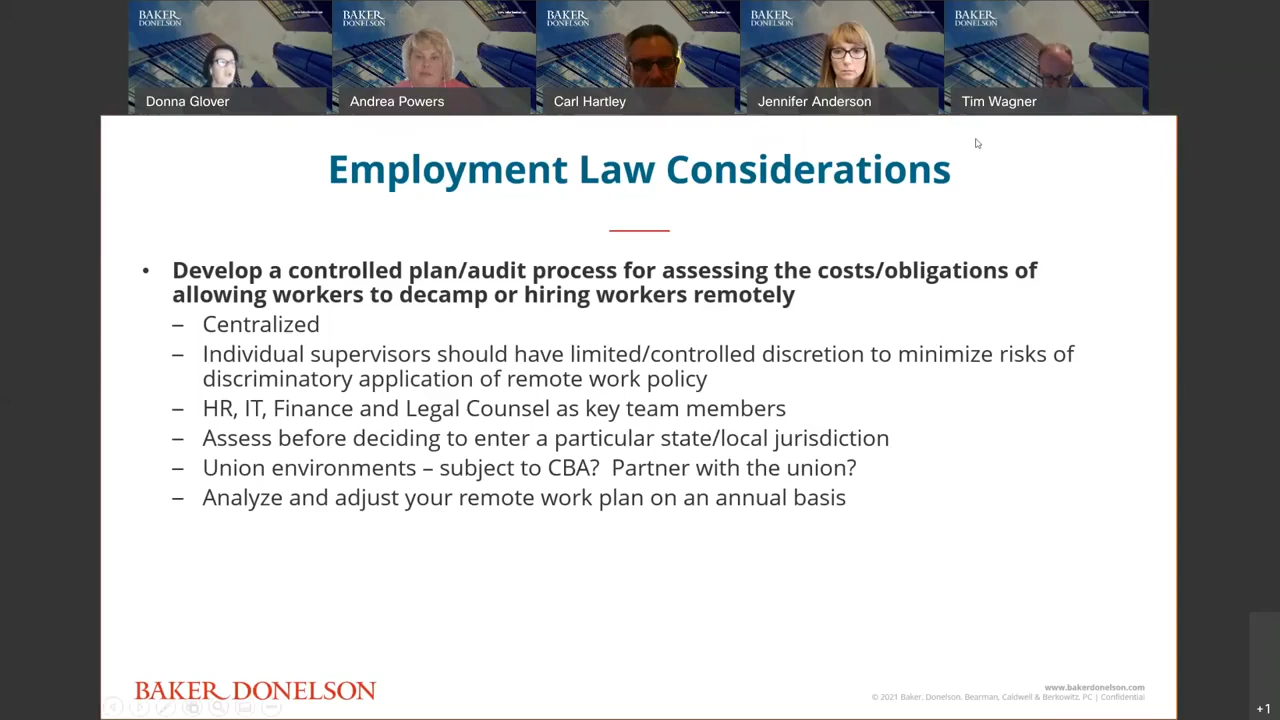 BAKER
DONELSON
BAKER
DONELSON
BAKER
DONELSON
BAKER
DONELSON
BAKER
DONELSON
Donna Glover
Andrea Powers
Carl Hartley
Jennifer Anderson
Tim Wagner
Employment Law Considerations
• Develop a controlled plan/audit process for assessing the costs/obligations of
allowing workers to decamp or hiring workers remotely
– Centralized
– Individual supervisors should have limited/controlled discretion to minimize risks of
discriminatory application of remote work policy
– HR, IT, Finance and Legal Counsel as key team members
– Assess before deciding to enter a particular state/local jurisdiction
– Union environments – subject to CBA? Partner with the union?
– Analyze and adjust your remote work plan on an annual basis
BAKER DONELSON
www.bakerdonelson.com
© 2021 Baker, Donelson, Bearman, Caldwell & Berkowitz, PC | Confidential
+1